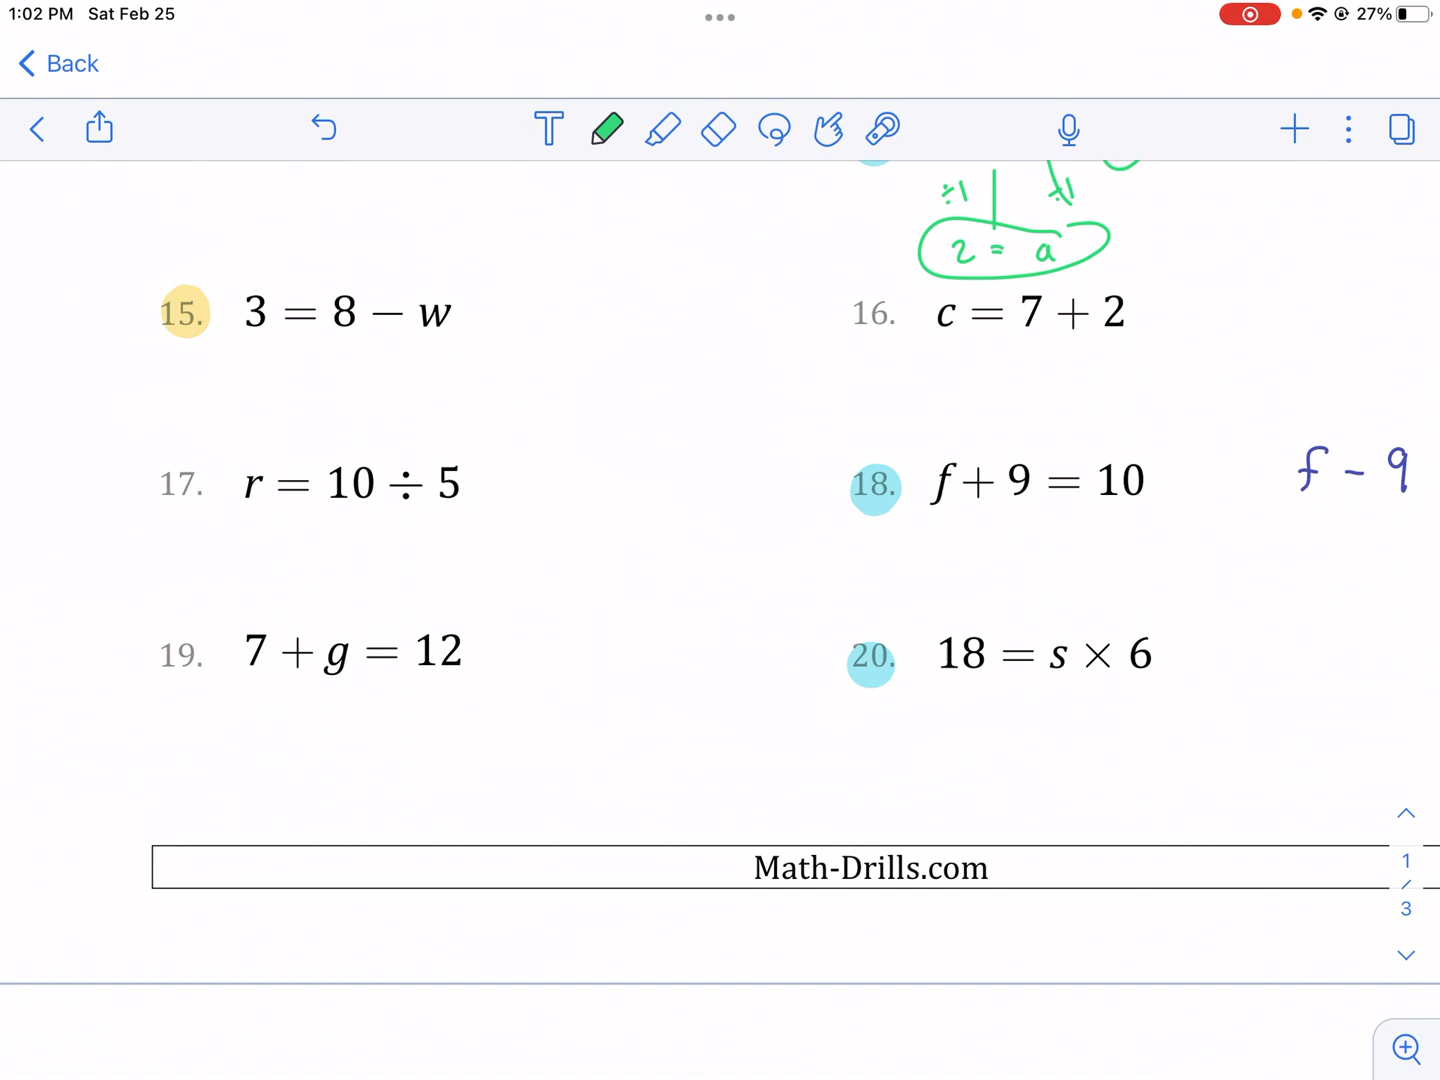 1:02 PM Sat Feb 25
27%
Back
T
÷1 ÷1
2 = a
15. 3 = 8 − w
16. c = 7 + 2
17. r = 10 ÷ 5
18. f + 9 = 10
f - 9
19. 7 + g = 12
20. 18 = s × 6
Math-Drills.com
1
/
3